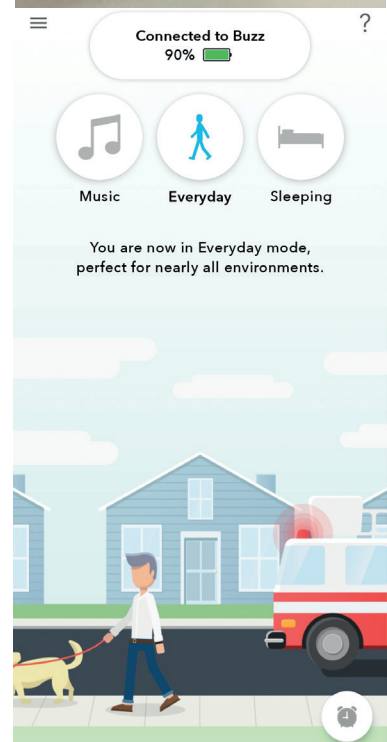 ?
Connected to Buzz
90%
Music Everyday Sleeping
You are now in Everyday mode,
perfect for nearly all environments.